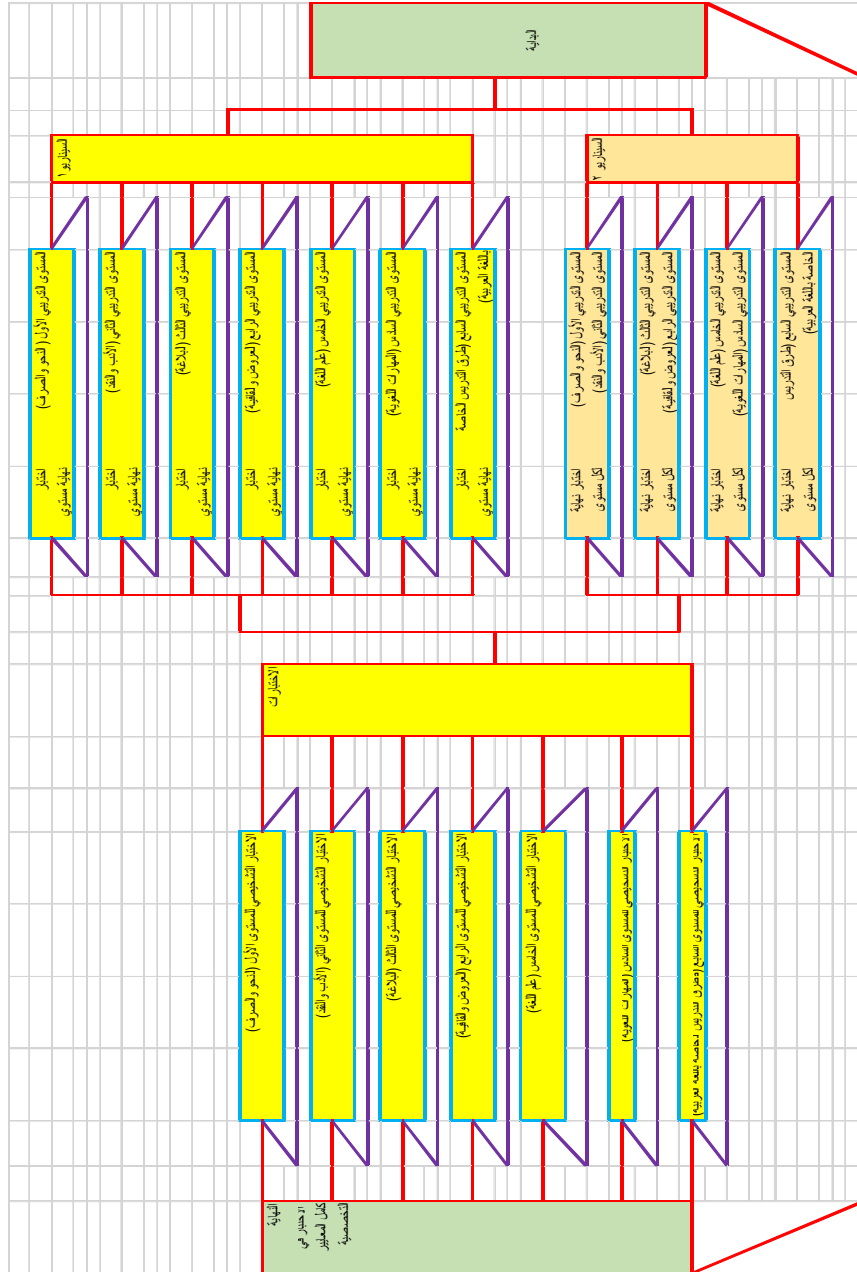 البداية
السيناريو ١
المستوى التدريبي الأول (النحو والصرف)
اختبار
نهاية مستوى
المستوى التدريبي الثاني (الأدب والنقد)
اختبار
نهاية مستوى
المستوى التدريبي الثالث (البلاغة)
اختبار
نهاية مستوى
المستوى التدريبي الرابع (العروض والقافية)
اختبار
نهاية مستوى
المستوى التدريبي الخامس (علم اللغة)
اختبار
نهاية مستوى
المستوى التدريبي السادس (المهارات اللغوية)
اختبار
نهاية مستوى
المستوى التدريبي السابع (طرق التدريس الخاصة
باللغة العربية)
اختبار
نهاية مستوى
السيناريو ٢
المستوى التدريبي الأول (النحو والصرف)
المستوى التدريبي الثاني (الأدب والنقد)
اختبار نهاية
كل مستوى
المستوى التدريبي الثالث (البلاغة)
المستوى التدريبي الرابع (العروض والقافية)
اختبار نهاية
كل مستوى
المستوى التدريبي الخامس (علم اللغة)
المستوى التدريبي السادس (المهارات اللغوية)
اختبار نهاية
كل مستوى
المستوى التدريبي السابع (طرق التدريس
الخاصة باللغة العربية)
اختبار نهاية
كل مستوى
الاختبارات
الاختبار التشخيصي للمستوى الأول (النحو والصرف)
الاختبار التشخيصي للمستوى الثاني (الأدب والنقد)
الاختبار التشخيصي للمستوى الثالث (البلاغة)
الاختبار التشخيصي للمستوى الرابع (العروض والقافية)
الاختبار التشخيصي للمستوى الخامس (علم اللغة)
الاختبار التشخيصي للمستوى السادس (المهارات اللغوية)
الاختبار التشخيصي للمستوى السابع (طرق التدريس الخاصة باللغة العربية)
النهاية
الاختبار في
كامل المعايير
التخصصية